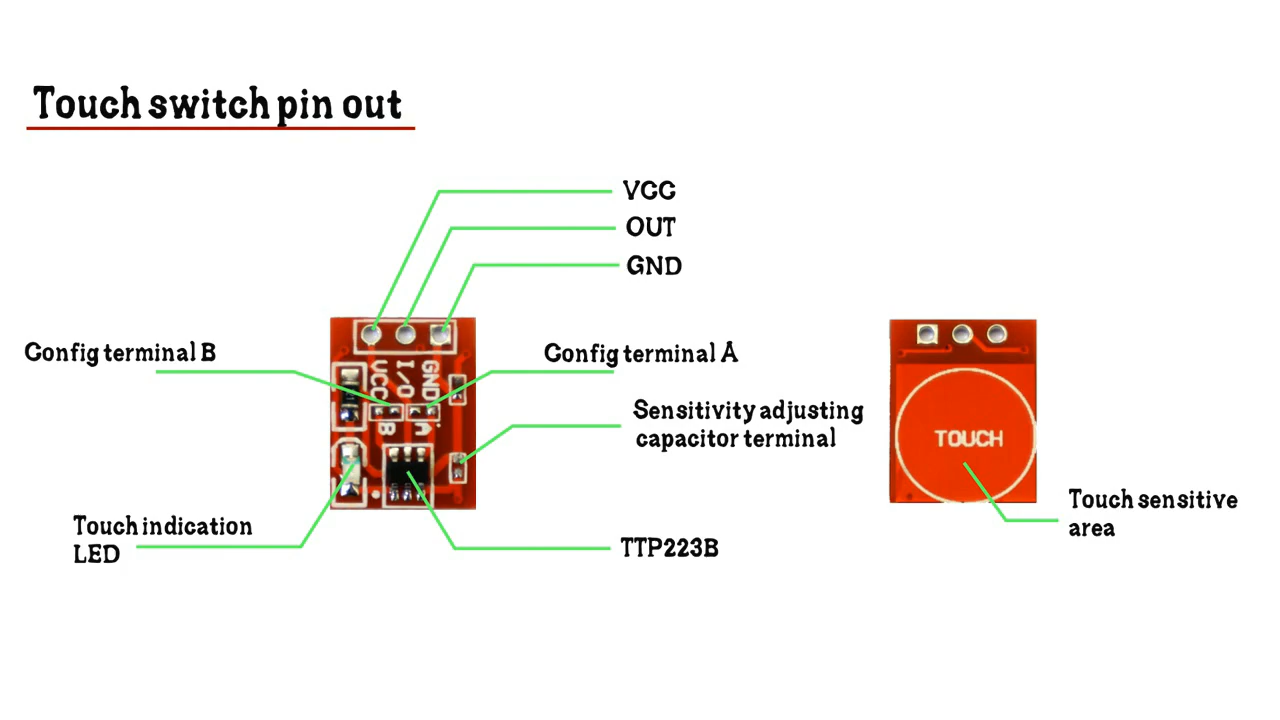 Touch switch pin out
VCC
OUT
GND
Config terminal B
Config terminal A
VCC
I/O
GND
B
A
Sensitivity adjusting
capacitor terminal
TOUCH
Touch sensitive
area
Touch indication
LED
TTP223B